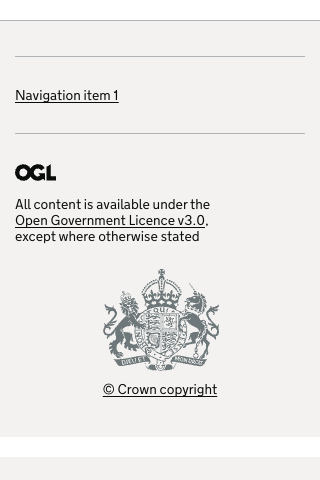 Navigation item 1
OGL
All content is available under the
Open Government Licence v3.0,
except where otherwise stated
DIEU ET MON DROIT
© Crown copyright